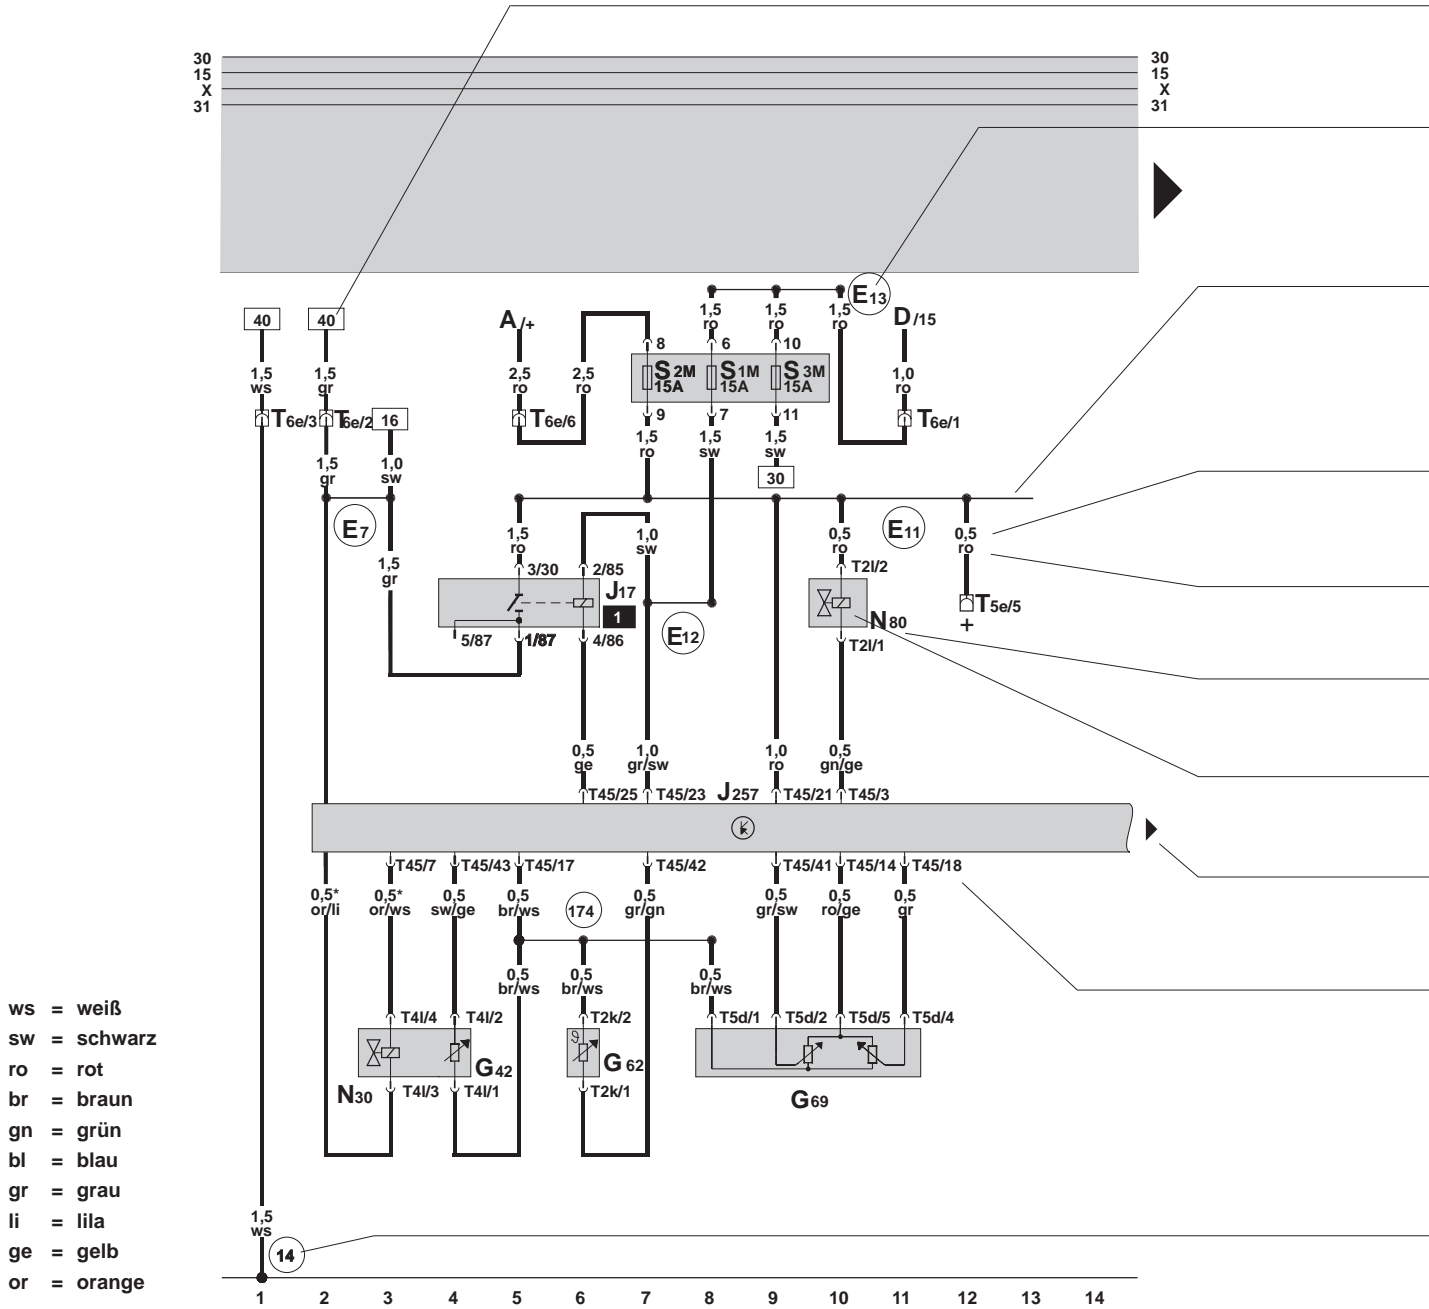 30 30
15 15
X X
31 31
E13
40 40 A/+ 1,5 ro 1,5 ro 1,5 ro D/15
8 6 10
1,5 ws 1,5 gr 2,5 ro 2,5 ro S2M 15A S1M 15A S3M 15A 1,0 ro
T6e/3 T6e/2 16 T6e/6 9 7 11 T6e/1
1,5 gr 1,0 sw 1,5 ro 1,5 sw 1,5 sw
30
E7 1,5 ro 1,0 sw 0,5 ro E11 0,5 ro
1,5 gr 3/30 2/85 T2l/2
J17
1 T5e/5
+
E12 N80
5/87 1/87 4/86 T2l/1
0,5 ge 1,0 gr/sw 1,0 ro 0,5 gn/ge
T45/25 T45/23 J257 T45/21 T45/3
T45/7 T45/43 T45/17 T45/42 T45/41 T45/14 T45/18
0,5* or/li 0,5* or/ws 0,5 sw/ge 0,5 br/ws 174 0,5 gr/gn 0,5 gr/sw 0,5 ro/ge 0,5 gr
0,5 br/ws 0,5 br/ws 0,5 br/ws
T4l/4 T4l/2 T2k/2 T5d/1 T5d/2 T5d/5 T5d/4
ϑ
G42 G62
N30 T4l/3 T4l/1 T2k/1 G69
ws = weiß
sw = schwarz
ro = rot
br = braun
gn = grün
bl = blau
gr = grau
li = lila
ge = gelb
or = orange
1,5 ws
14
1 2 3 4 5 6 7 8 9 10 11 12 13 14